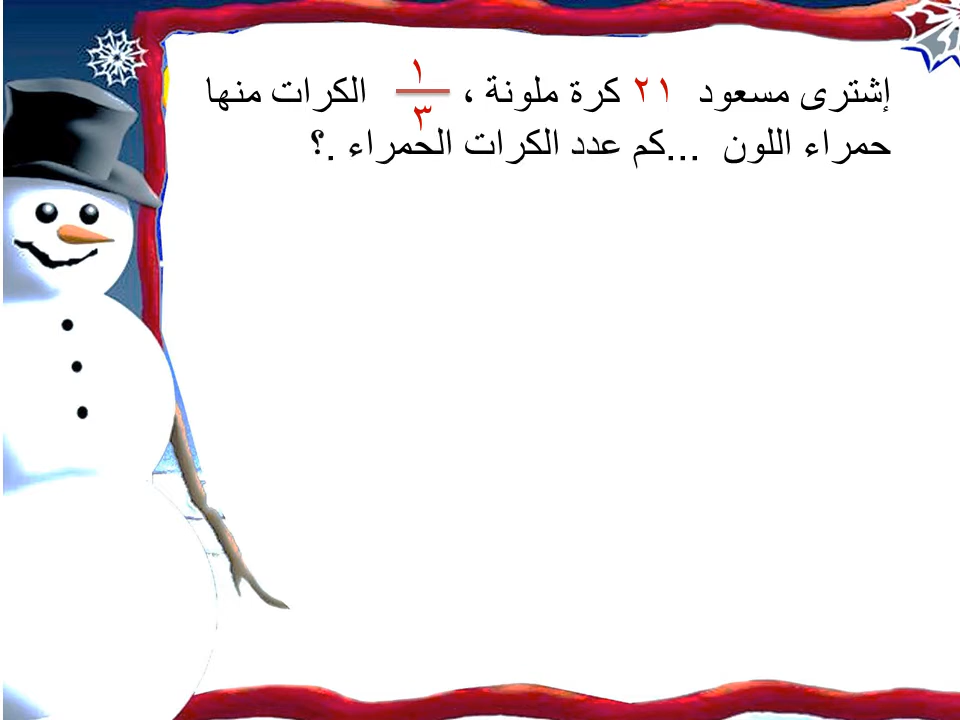 إشترى مسعود ٢١ كرة ملونة ، ١/٣ الكرات منها
حمراء اللون ...كم عدد الكرات الحمراء .؟